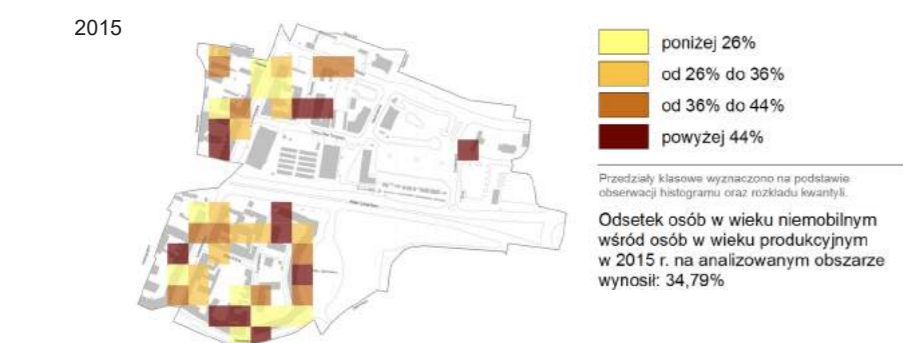 2015
poniżej 26%
od 26% do 36%
od 36% do 44%
powyżej 44%
Przedziały klasowe wyznaczono na podstawie
obserwacji histogramu oraz rozkładu kwantyli.
Odsetek osób w wieku niemobilnym
wśród osób w wieku produkcyjnym
w 2015 r. na analizowanym obszarze
wynosił: 34,79%